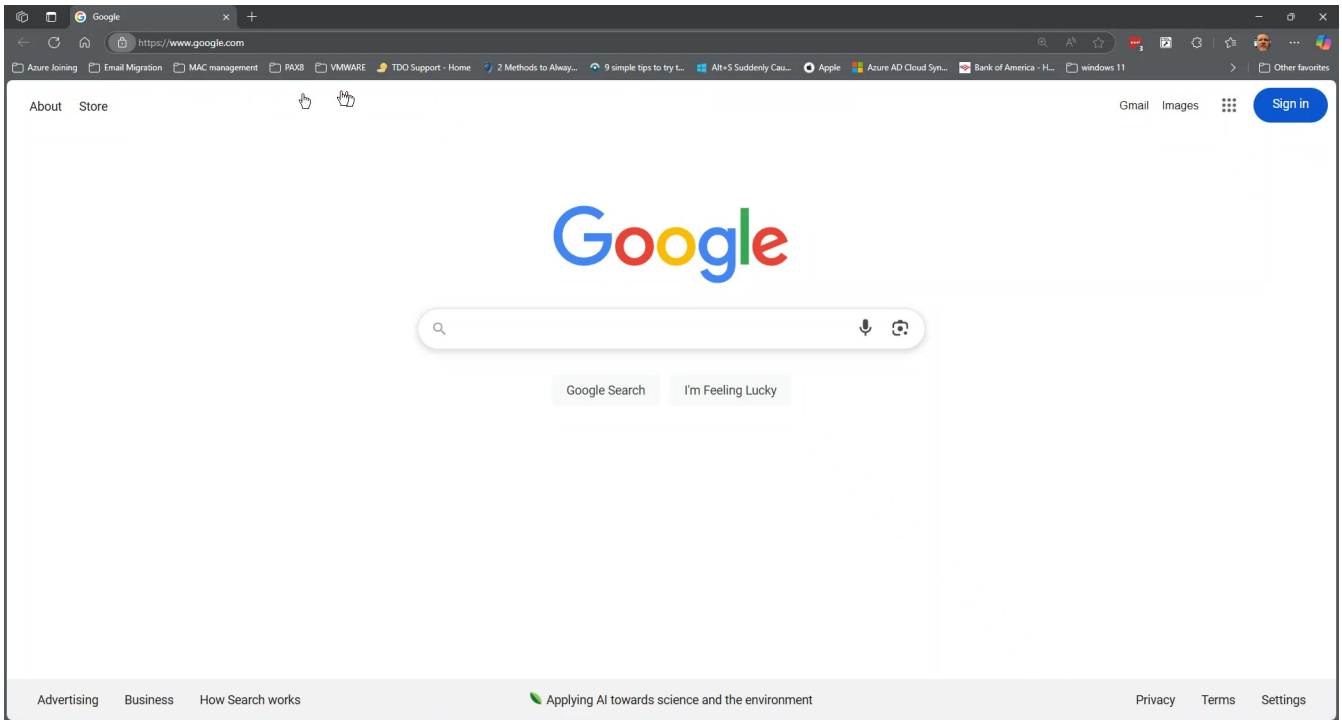 Google
https://www.google.com
3
Azure Joining Email Migration MAC management PAX8 VMWARE TDO Support - Home 2 Methods to Alway... 9 simple tips to try t... Alt+S Suddenly Cau... Apple Azure AD Cloud Syn... Bank of America - H... windows 11 Other favorites
About Store Gmail Images Sign in
Google
Google Search I'm Feeling Lucky
Advertising Business How Search works Applying AI towards science and the environment Privacy Terms Settings